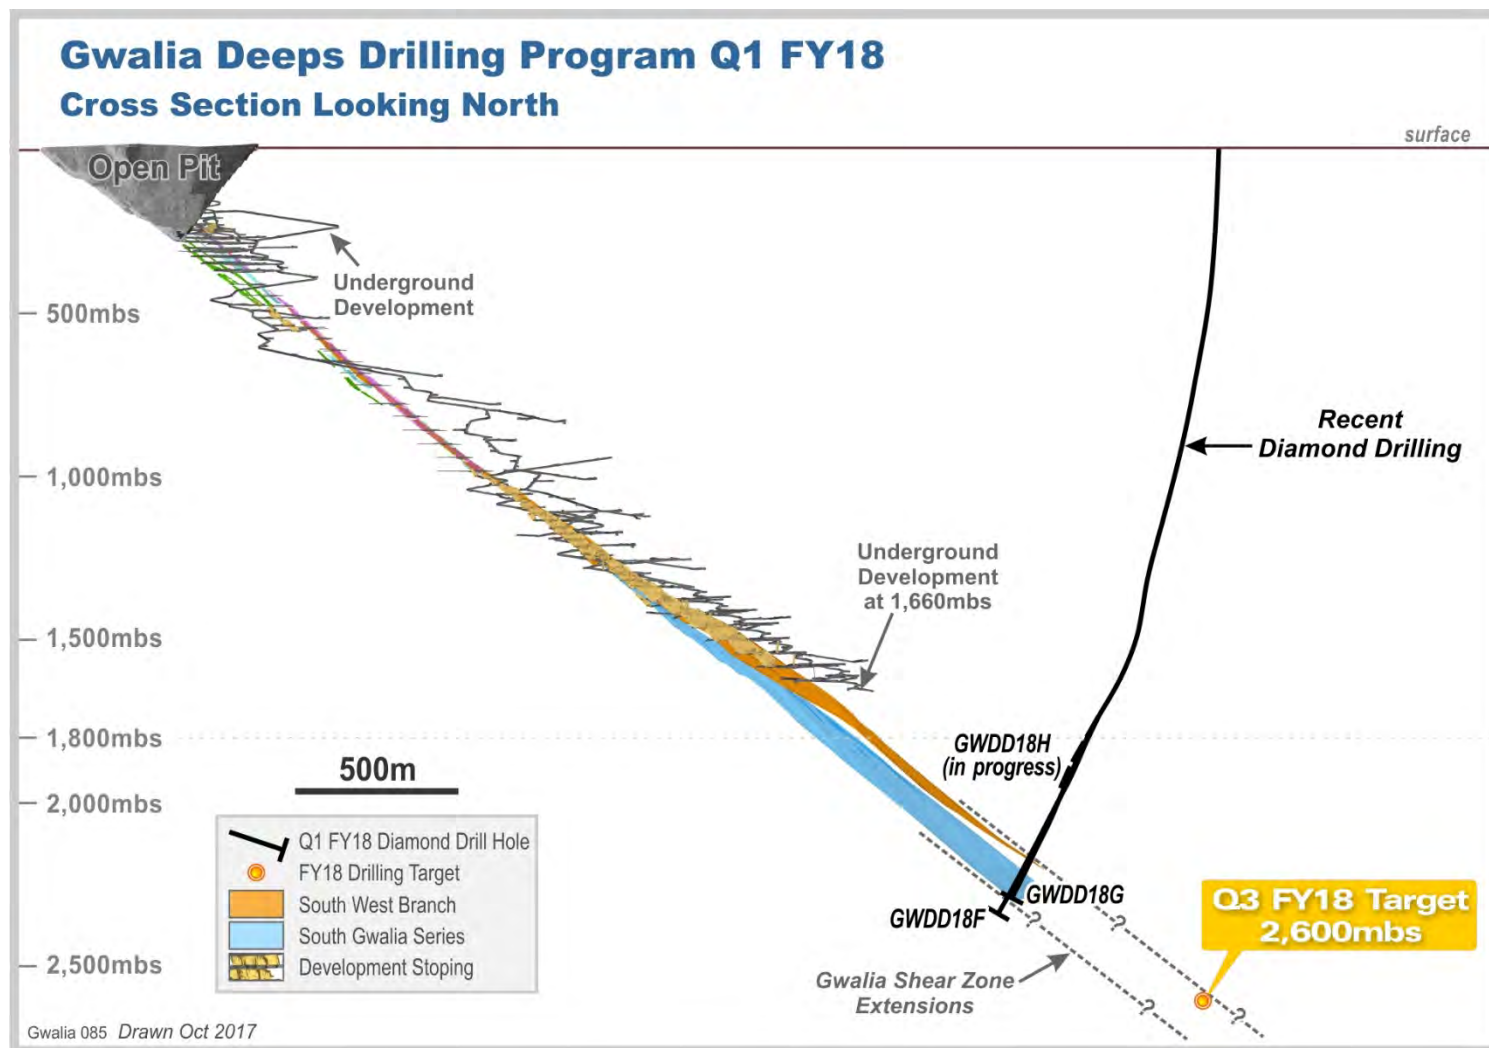 Gwalia Deeps Drilling Program Q1 FY18
Cross Section Looking North
surface
Open Pit
Underground
Development
500mbs
Recent
Diamond Drilling
1,000mbs
Underground
Development
at 1,660mbs
1,500mbs
1,800mbs
GWDD18H
(in progress)
500m
2,000mbs
Q1 FY18 Diamond Drill Hole
FY18 Drilling Target
South West Branch
South Gwalia Series
Development Stoping
GWDD18G
GWDD18F
?
?
Q3 FY18 Target
2,600mbs
2,500mbs
Gwalia Shear Zone
Extensions
?
?
Gwalia 085 Drawn Oct 2017